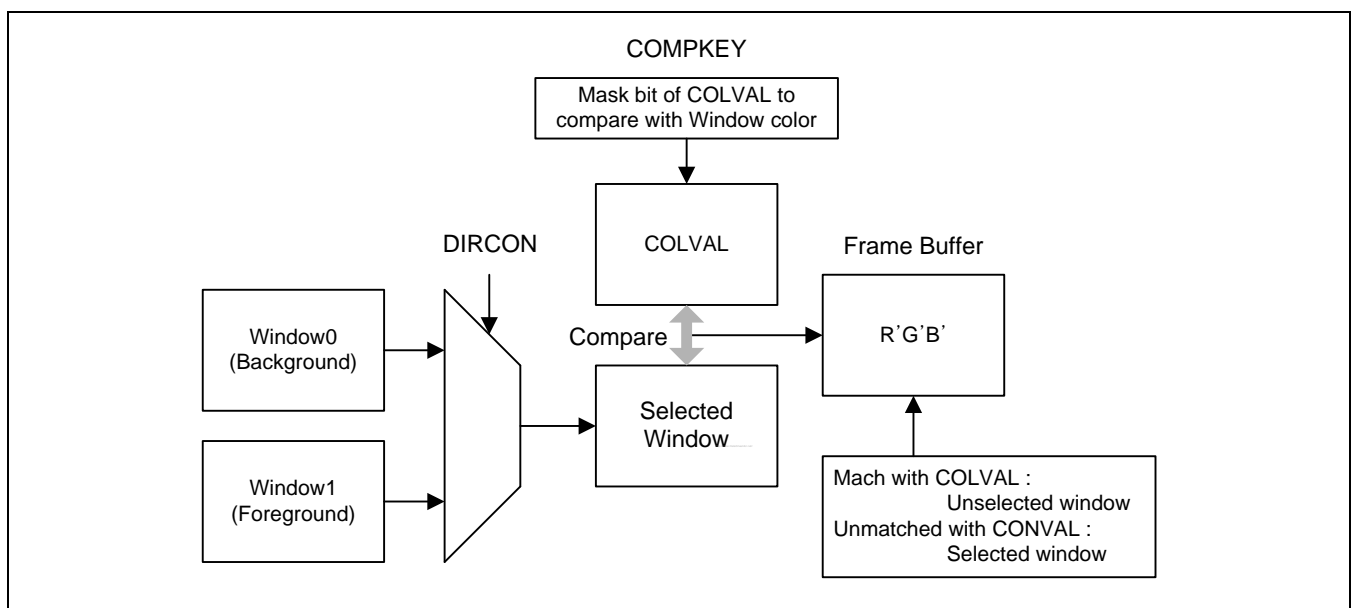 COMPKEY
Mask bit of COLVAL to
compare with Window color
DIRCON
COLVAL
Frame Buffer
Window0
(Background)
Compare
R'G'B'
Selected
Window
Window1
(Foreground)
Mach with COLVAL :
Unselected window
Unmatched with CONVAL :
Selected window